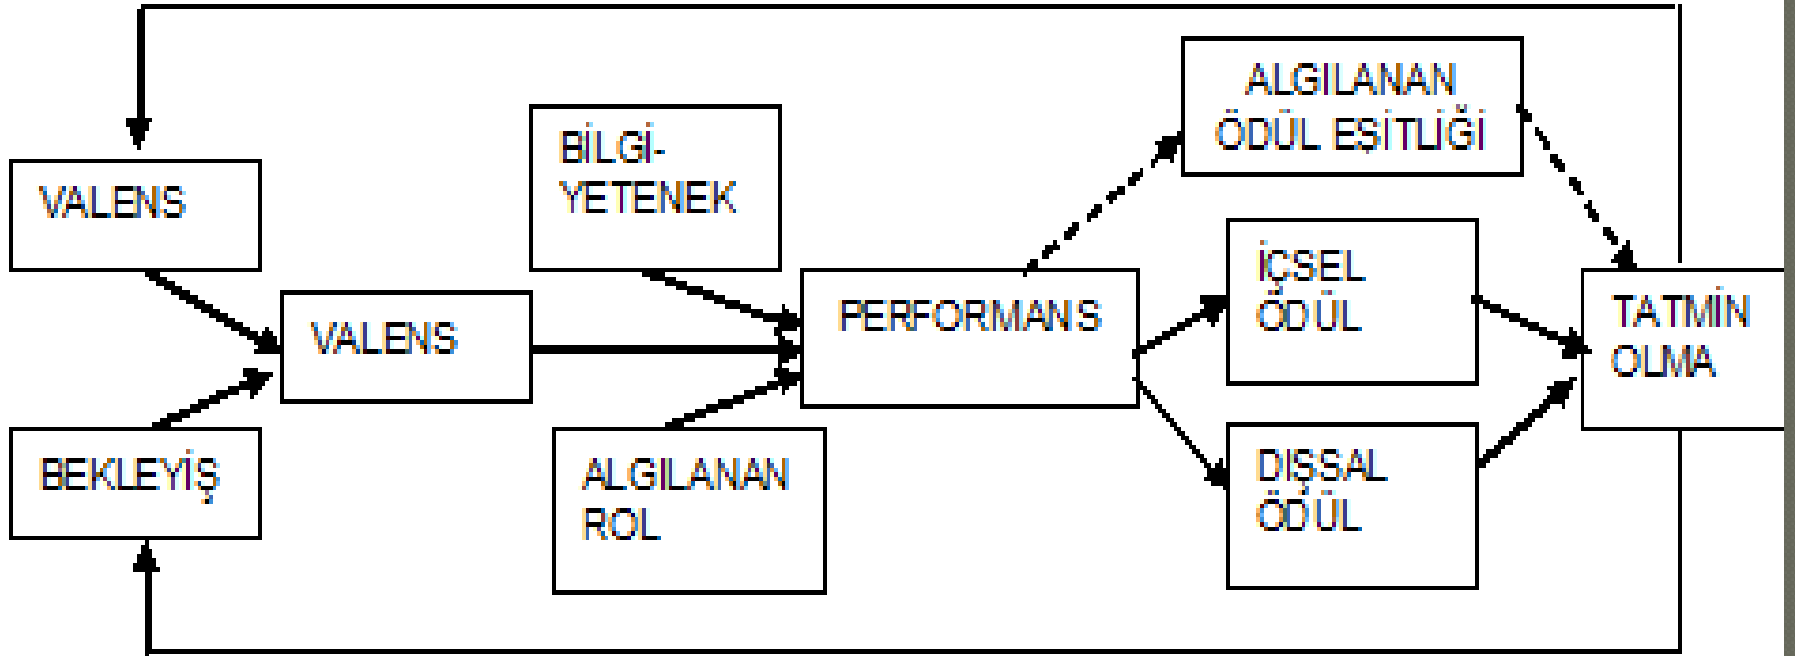 VALENS
BEKLEYİŞ
VALENS
BİLGİ-
YETENEK
ALGILANAN
ROL
PERFORMANS
ALGILANAN
ÖDÜL EŞİTLİĞİ
İÇSEL
ÖDÜL
DIŞSAL
ÖDÜL
TATMİN
OLMA